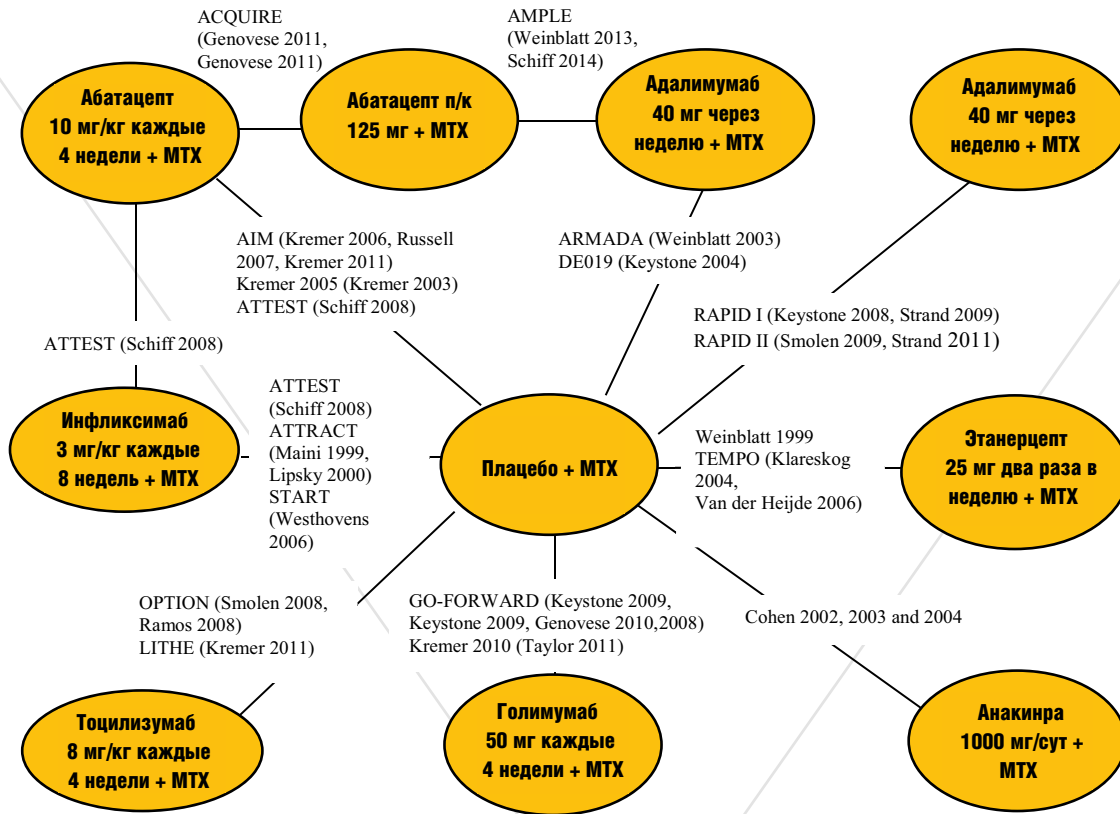 ACQUIRE
(Genovese 2011,
Genovese 2011)
AMPLE
(Weinblatt 2013,
Schiff 2014)
Абатацепт
10 мг/кг каждые
4 недели + МТХ
Абатацепт п/к
125 мг + МТХ
Адалимумаб
40 мг через
неделю + МТХ
Адалимумаб
40 мг через
неделю + МТХ
AIM (Kremer 2006, Russell
2007, Kremer 2011)
Kremer 2005 (Kremer 2003)
ATTEST (Schiff 2008)
ARMADA (Weinblatt 2003)
DE019 (Keystone 2004)
RAPID I (Keystone 2008, Strand 2009)
RAPID II (Smolen 2009, Strand 2011)
ATTEST (Schiff 2008)
Инфликсимаб
3 мг/кг каждые
8 недель + МТХ
ATTEST
(Schiff 2008)
ATTRACT
(Maini 1999,
Lipsky 2000)
START
(Westhovens
2006)
Плацебо + МТХ
Weinblatt 1999
TEMPO (Klareskog
2004,
Van der Heijde 2006)
Этанерцепт
25 мг два раза в
неделю + МТХ
OPTION (Smolen 2008,
Ramos 2008)
LITHE (Kremer 2011)
GO-FORWARD (Keystone 2009,
Keystone 2009, Genovese 2010,2008)
Kremer 2010 (Taylor 2011)
Cohen 2002, 2003 and 2004
Тоцилизумаб
8 мг/кг каждые
4 недели + МТХ
Голимумаб
50 мг каждые
4 недели + МТХ
Анакинра
1000 мг/сут +
МТХ